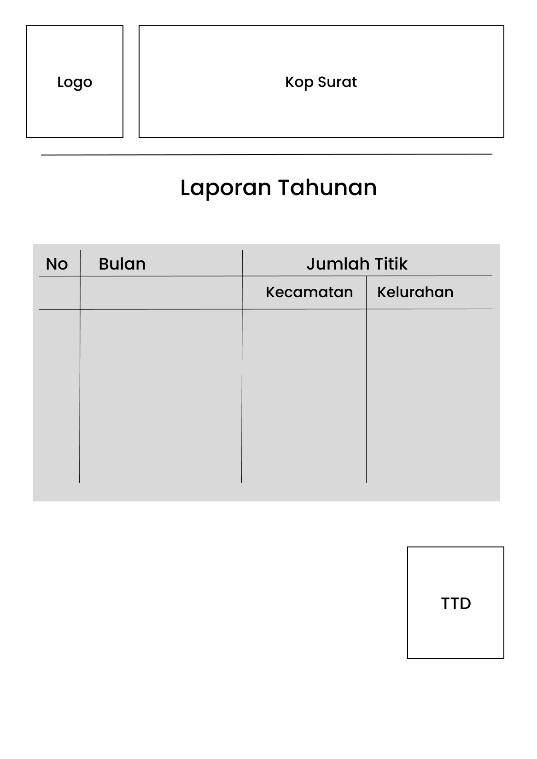 Logo
Kop Surat
Laporan Tahunan
No Bulan Jumlah Titik
Kecamatan Kelurahan
TTD